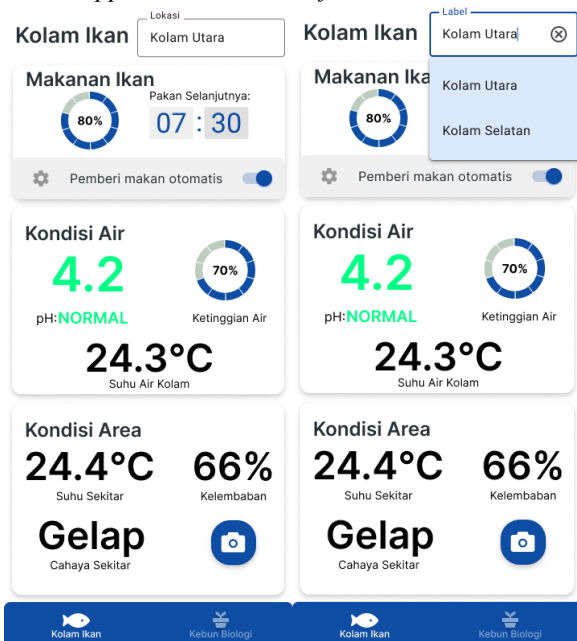 Lokasi
Kolam Ikan
Kolam Utara
Makanan Ikan
Pakan Selanjutnya:
80%
07 : 30
Pemberi makan otomatis
Kondisi Air
4.2
70%
pH:NORMAL
Ketinggian Air
24.3°C
Suhu Air Kolam
Kondisi Area
24.4°C
66%
Suhu Sekitar
Kelembaban
Gelap
Cahaya Sekitar
Kolam Ikan
Kebun Biologi
Label
Kolam Ikan
Kolam Utara
Kolam Utara
Kolam Selatan
Makanan Ika
80%
Pemberi makan otomatis
Kondisi Air
4.2
70%
pH:NORMAL
Ketinggian Air
24.3°C
Suhu Air Kolam
Kondisi Area
24.4°C
66%
Suhu Sekitar
Kelembaban
Gelap
Cahaya Sekitar
Kolam Ikan
Kebun Biologi